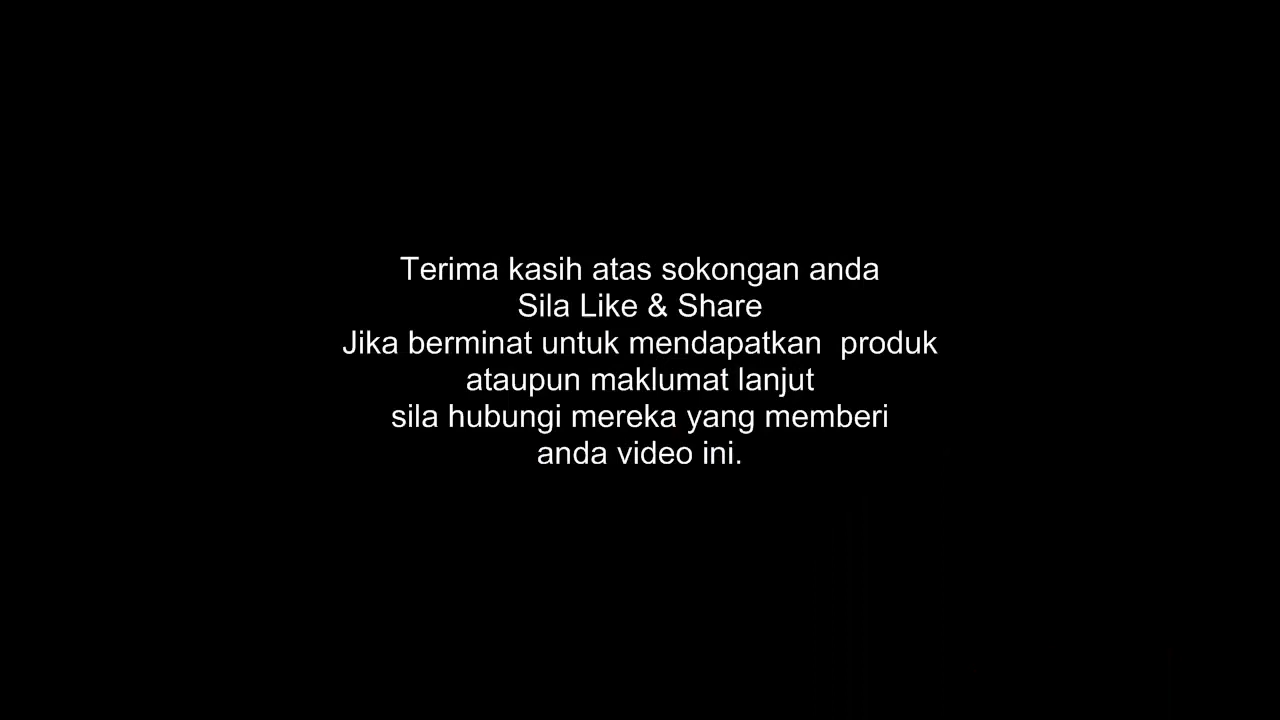 Terima kasih atas sokongan anda
Sila Like & Share
Jika berminat untuk mendapatkan  produk
ataupun maklumat lanjut
sila hubungi mereka yang memberi
anda video ini.